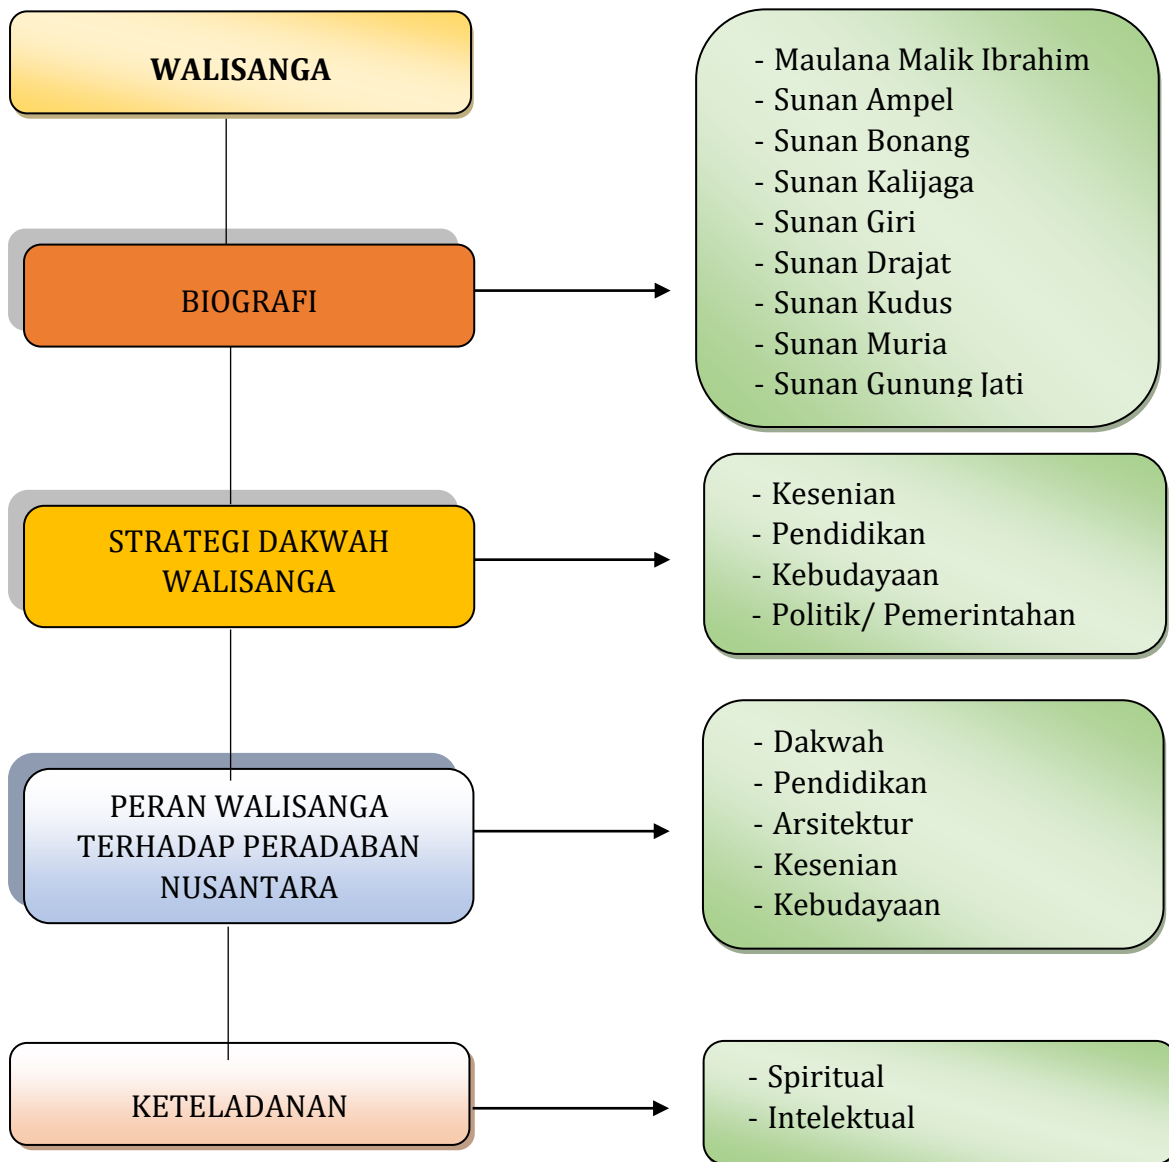 WALISANGA
- Maulana Malik Ibrahim
- Sunan Ampel
- Sunan Bonang
- Sunan Kalijaga
- Sunan Giri
- Sunan Drajat
- Sunan Kudus
- Sunan Muria
- Sunan Gunung Jati
BIOGRAFI
STRATEGI DAKWAH
WALISANGA
- Kesenian
- Pendidikan
- Kebudayaan
- Politik/ Pemerintahan
PERAN WALISANGA
TERHADAP PERADABAN
NUSANTARA
- Dakwah
- Pendidikan
- Arsitektur
- Kesenian
- Kebudayaan
KETELADANAN
- Spiritual
- Intelektual